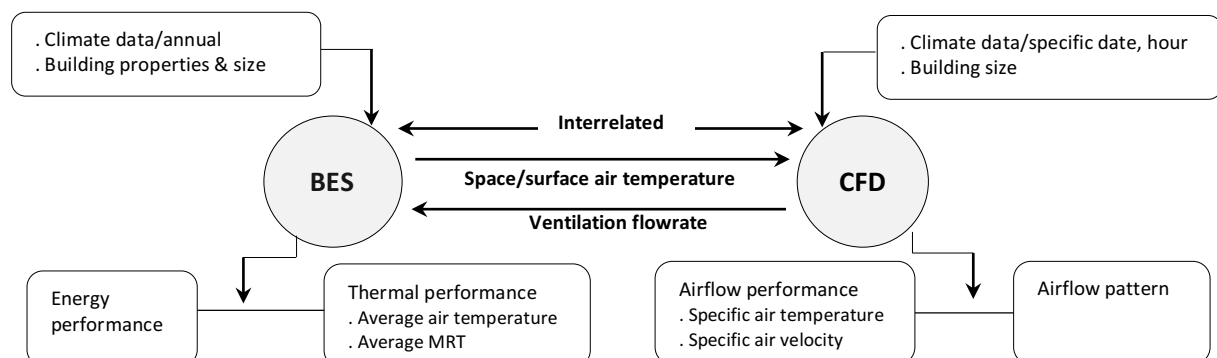 . Climate data/annual
. Building properties & size
. Climate data/specific date, hour
. Building size
Interrelated
BES
Space/surface air temperature
CFD
Ventilation flowrate
Energy
performance
Thermal performance
. Average air temperature
. Average MRT
Airflow performance
. Specific air temperature
. Specific air velocity
Airflow pattern